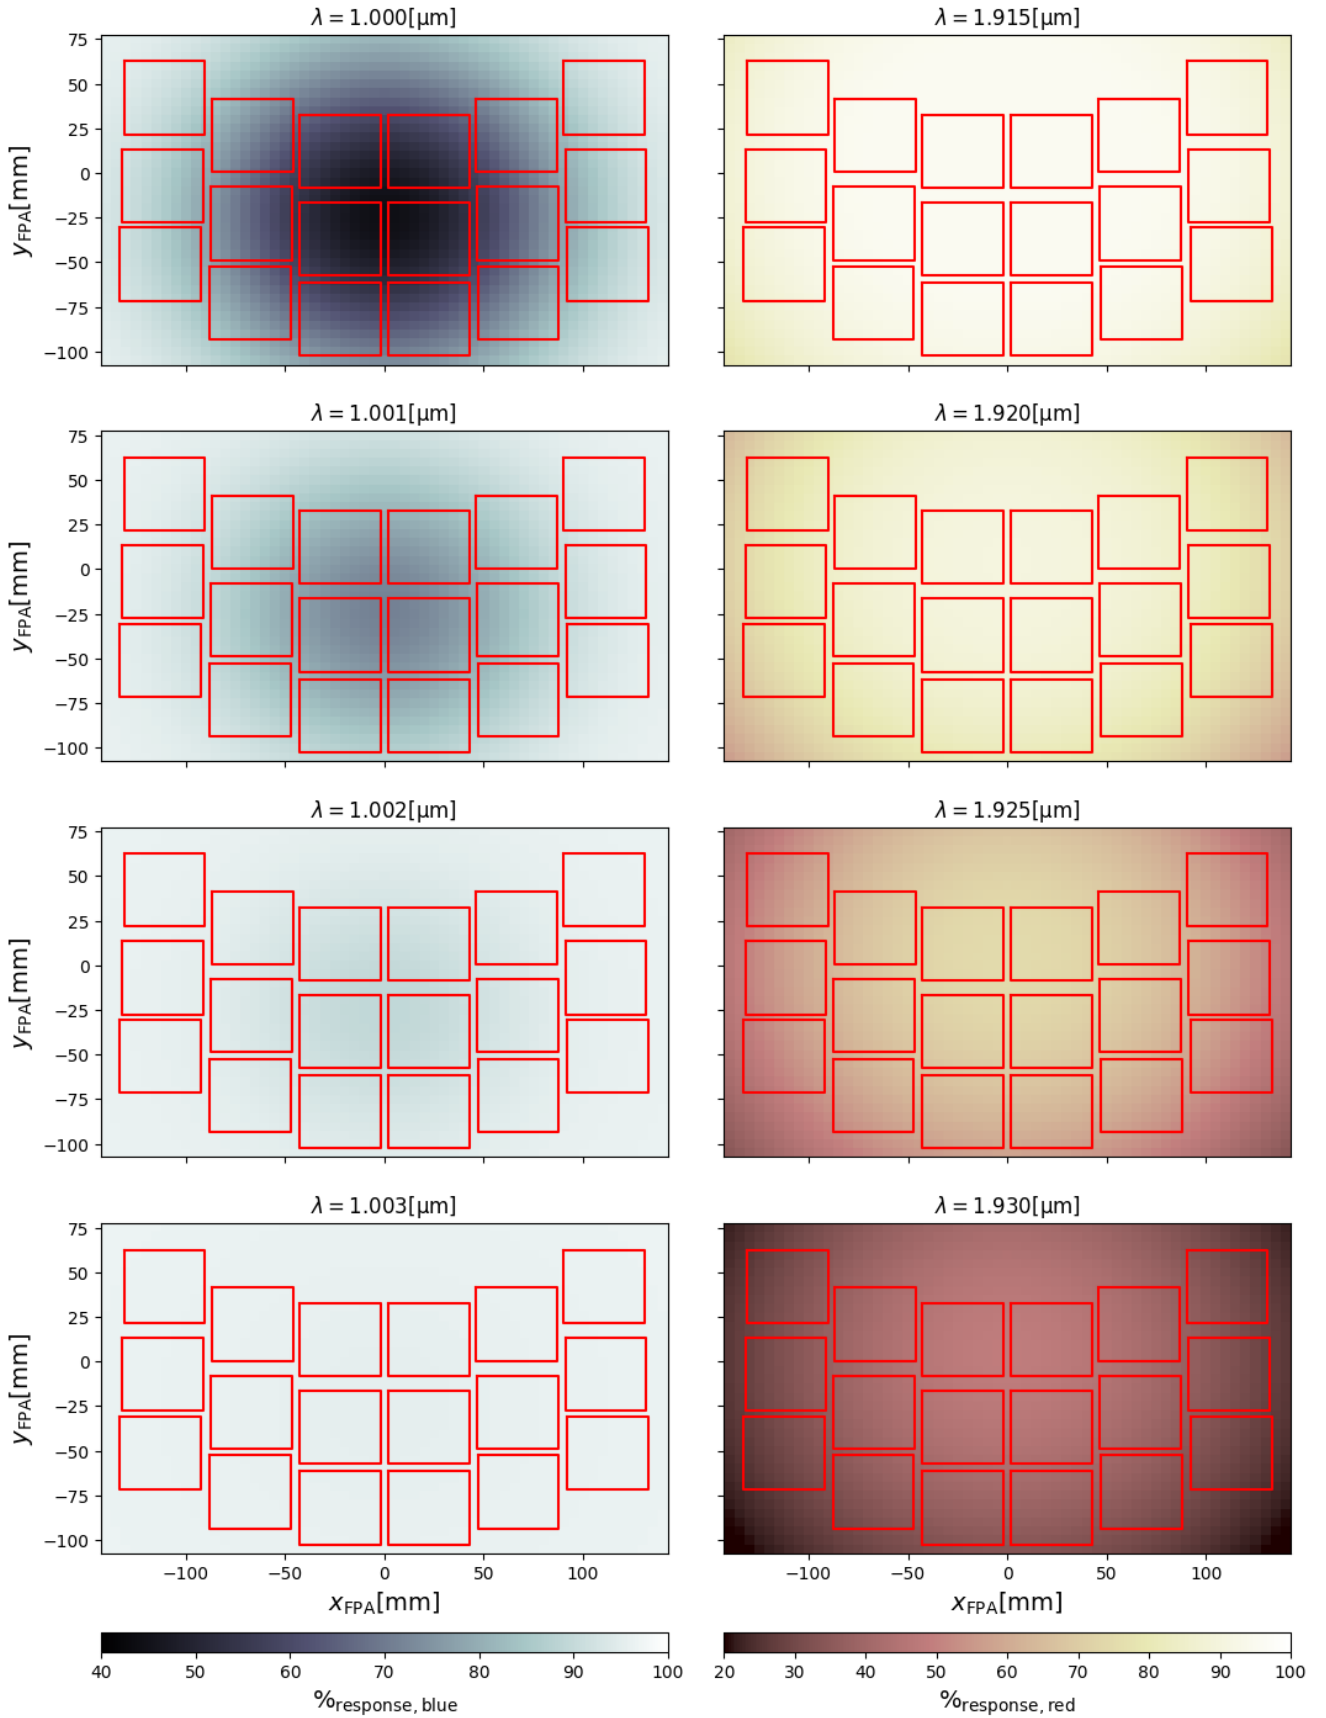 λ = 1.000[μm]
λ = 1.915[μm]
75
50
25
0
−25
−50
−75
−100
y_FPA[mm]
λ = 1.001[μm]
λ = 1.920[μm]
75
50
25
0
−25
−50
−75
−100
y_FPA[mm]
λ = 1.002[μm]
λ = 1.925[μm]
75
50
25
0
−25
−50
−75
−100
y_FPA[mm]
λ = 1.003[μm]
λ = 1.930[μm]
75
50
25
0
−25
−50
−75
−100
y_FPA[mm]
−100 −50 0 50 100
−100 −50 0 50 100
x_FPA[mm]
x_FPA[mm]
40 50 60 70 80 90 100
20 30 40 50 60 70 80 90 100
%response, blue
%response, red